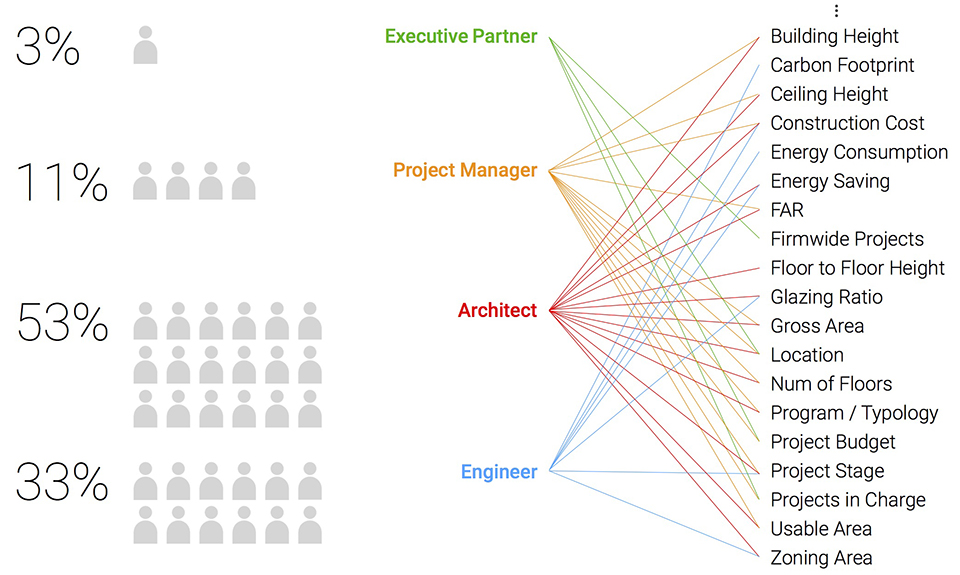 3%
11%
53%
33%
Executive Partner
Project Manager
Architect
Engineer
Building Height
Carbon Footprint
Ceiling Height
Construction Cost
Energy Consumption
Energy Saving
FAR
Firmwide Projects
Floor to Floor Height
Glazing Ratio
Gross Area
Location
Num of Floors
Program / Typology
Project Budget
Project Stage
Projects in Charge
Usable Area
Zoning Area